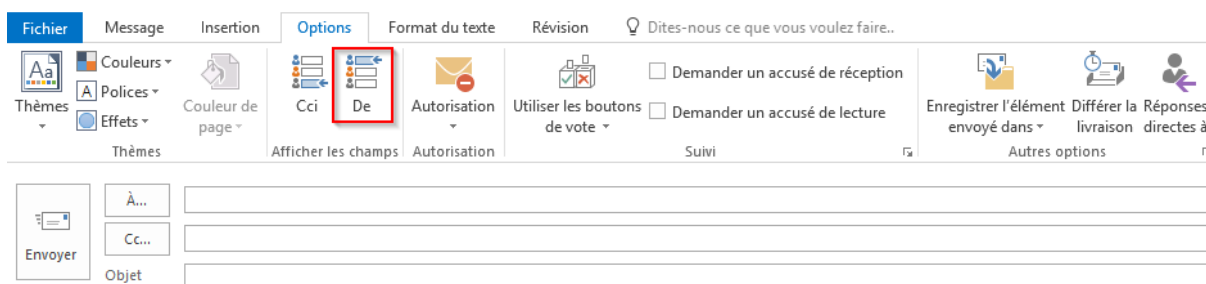 Fichier Message Insertion Options Format du texte Révision Dites-nous ce que vous voulez faire..
Aa Couleurs
A Polices
Effets
Thèmes
Couleur de
page
Cci De
Autorisation
Utiliser les boutons
de vote
Demander un accusé de réception
Demander un accusé de lecture
Enregistrer l'élément
envoyé dans
Différer la
livraison
Réponses
directes à
Thèmes Afficher les champs Autorisation Suivi Autres options
À...
Cc...
Envoyer
Objet